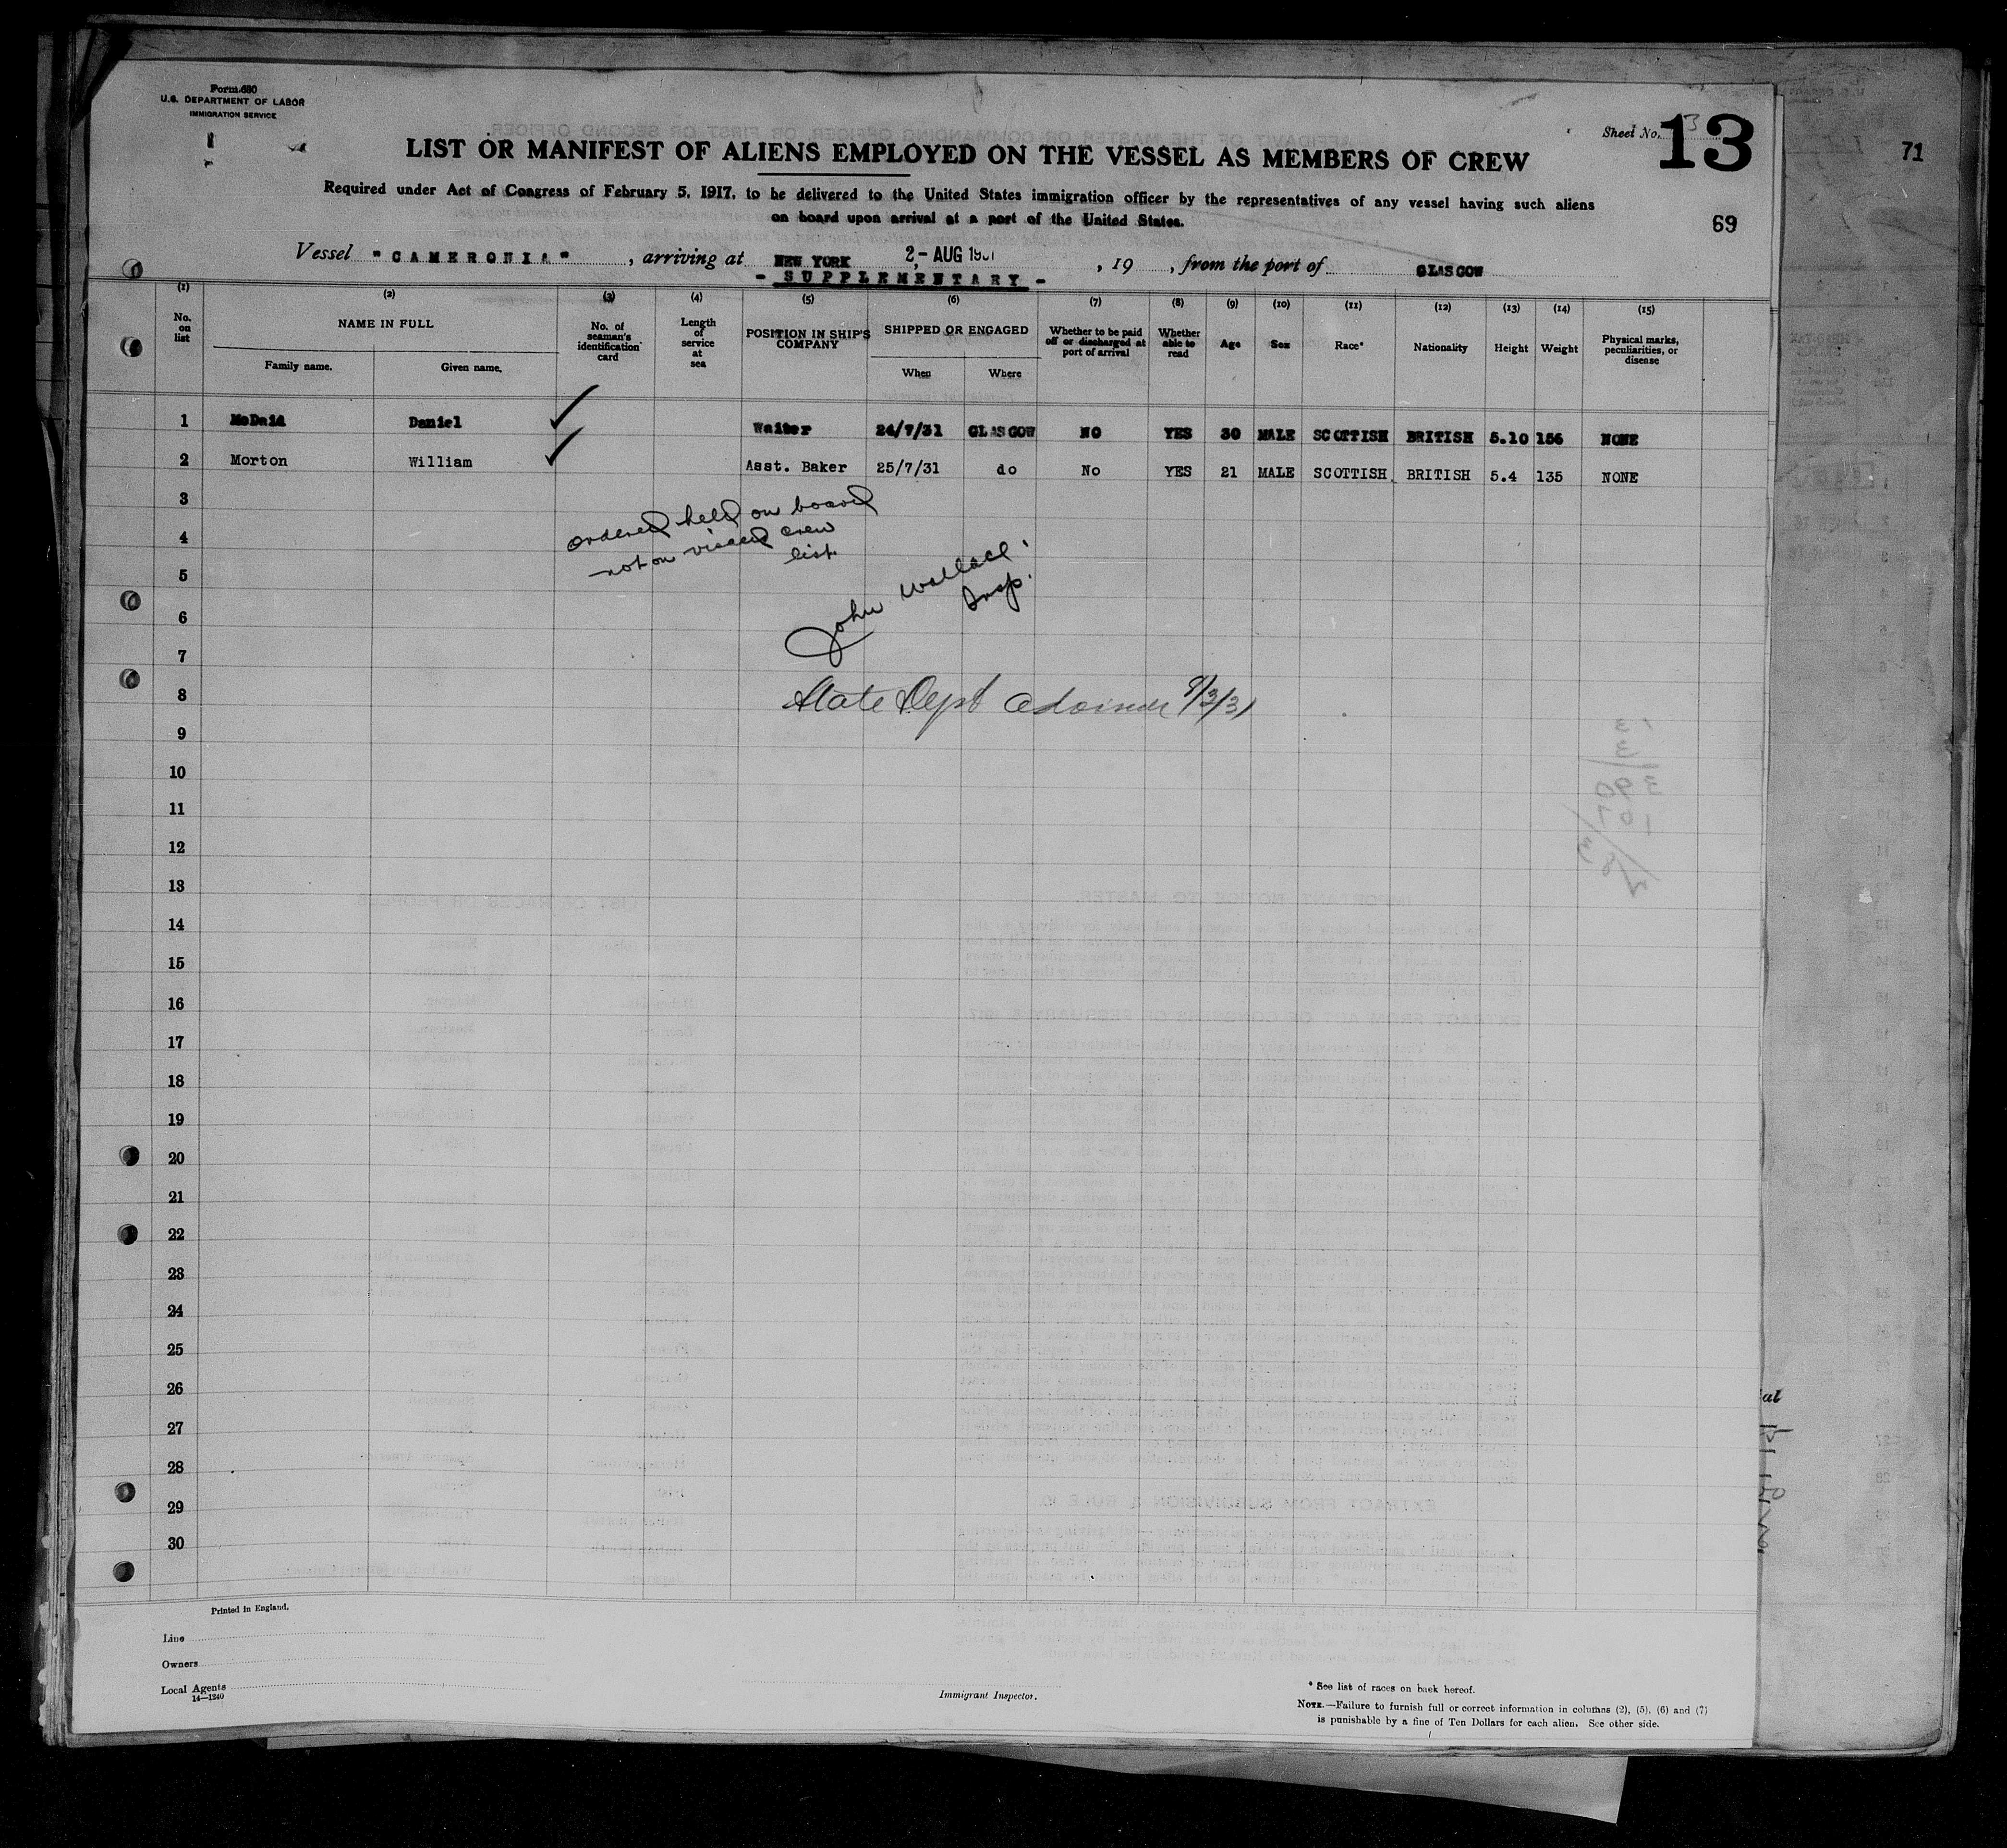 Form 680
U.S. DEPARTMENT OF LABOR
IMMIGRATION SERVICE
Sheet No. 3
13
71
69
LIST OR MANIFEST OF ALIENS EMPLOYED ON THE VESSEL AS MEMBERS OF CREW
Required under Act of Congress of February 5, 1917, to be delivered to the United States immigration officer by the representatives of any vessel having such aliens
on board upon arrival at a port of the United States.
Vessel "CAMERONIA", arriving at NEW YORK 2- AUG 1931, 19 , from the port of GLASGOW
- SUPPLEMENTARY -
(1) (2) (3) (4) (5) (6) (7) (8) (9) (10) (11) (12) (13) (14) (15)
No. on list NAME IN FULL No. of seaman's identification card Length of service at sea POSITION IN SHIP'S COMPANY SHIPPED OR ENGAGED Whether to be paid off or discharged at port of arrival Whether able to read Age Sex Race* Nationality Height Weight Physical marks, peculiarities, or disease
Family name. Given name. When Where
1 McDaid Daniel Waiter 24/7/31 GLASGOW NO YES 30 MALE SCOTTISH BRITISH 5.10 156 NONE
2 Morton William Asst. Baker 25/7/31 do No YES 21 MALE SCOTTISH BRITISH 5.4 135 NONE
3
ordered held on board
4
not on visaed crew
list
5
John Wallace
Insp.
6
7
8
State Dept 8/3/31
9
10
11
12
13
14
15
16
17
18
19
20
21
22
23
24
25
26
27
28
29
30
Printed in England.
Line
Owners
Local Agents
14—1240
Immigrant Inspector.
* See list of races on back hereof.
NOTE.—Failure to furnish full or correct information in columns (2), (5), (6) and (7)
is punishable by a fine of Ten Dollars for each alien. See other side.